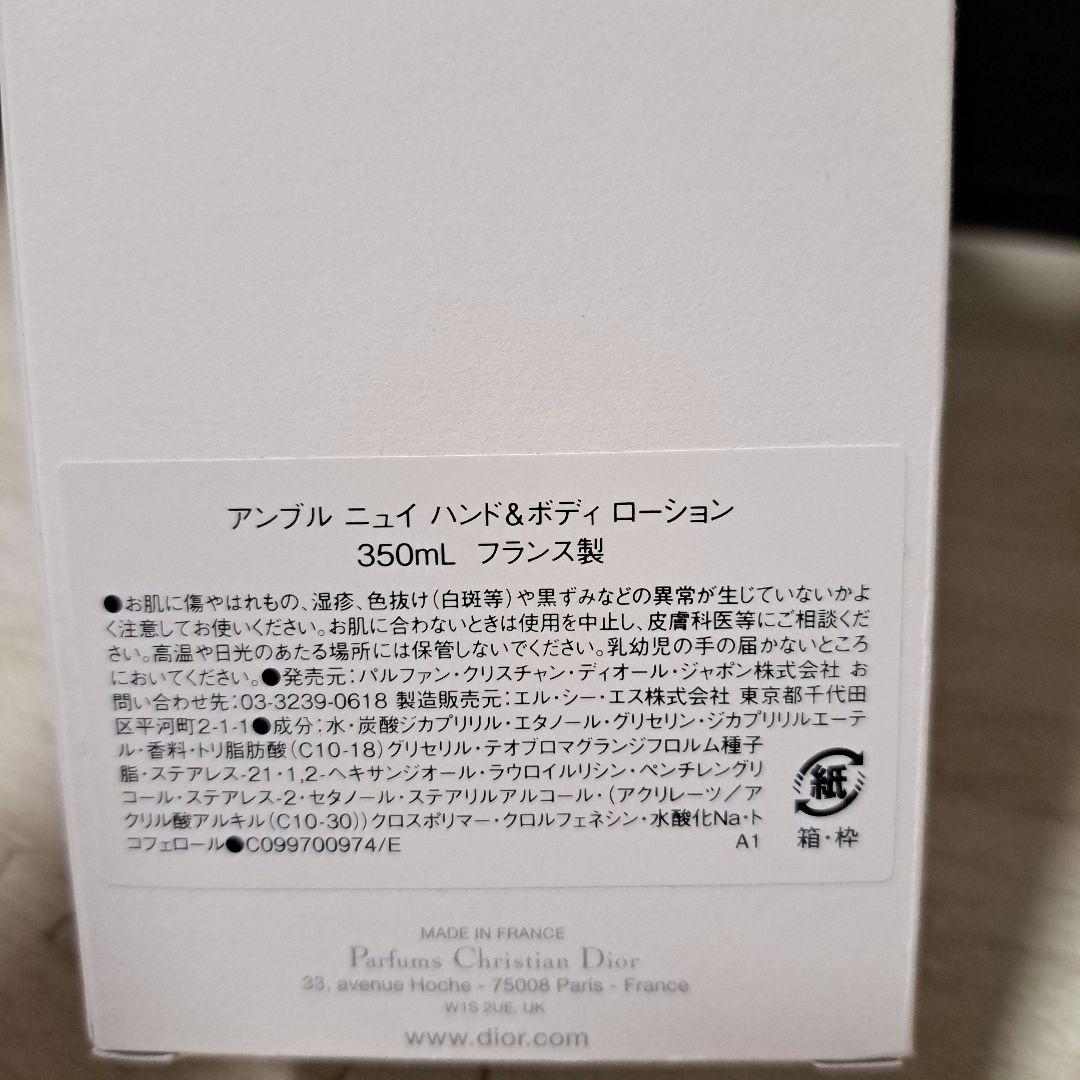 アンブル ニュイ ハンド&ボディ ローション
350mL フランス製
●お肌に傷やはれもの、湿疹、色抜け(白斑等)や黒ずみなどの異常が生じていないかよ
く注意してお使いください。お肌に合わないときは使用を中止し、皮膚科医等にご相談くだ
さい。高温や日光のあたる場所には保管しないでください。乳幼児の手の届かないところ
においてください。●発売元:パルファン・クリスチャン・ディオール・ジャポン株式会社 お
問い合わせ先:03-3239-0618 製造販売元:エル・シー・エス株式会社 東京都千代田
区平河町2-1-1●成分:水・炭酸ジカプリリル・エタノール・グリセリン・ジカプリリルエーテ
ル・香料・トリ脂肪酸(C10-18)グリセリル・テオブロマグランジフロルム種子
脂・ステアレス-21・1,2-ヘキサンジオール・ラウロイルリシン・ペンチレングリ
コール・ステアレス-2・セタノール・ステアリルアルコール・(アクリレーツ/ア
クリル酸アルキル(C10-30))クロスポリマー・クロルフェネシン・水酸化Na・ト
コフェロール●C099700974/E A1
紙
箱・枠
MADE IN FRANCE
Parfums Christian Dior
33, avenue Hoche - 75008 Paris - France
W1S 2UE, UK
www.dior.com